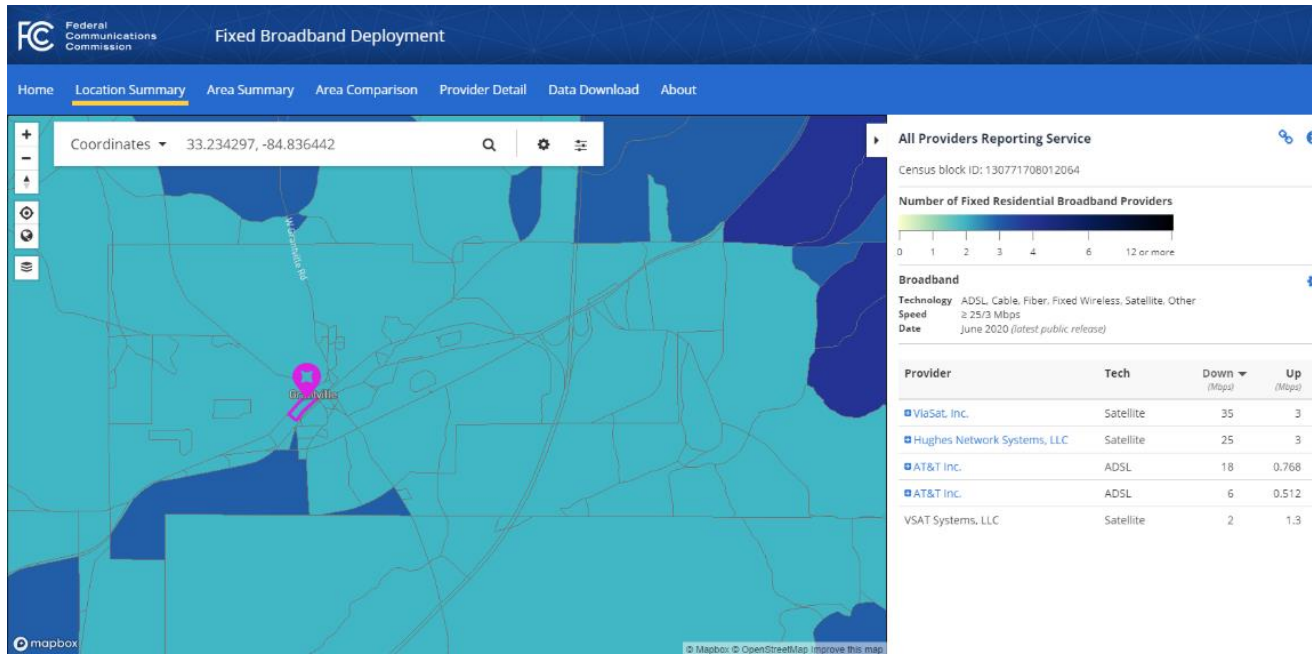 FC Federal
Communications
Commission
Fixed Broadband Deployment
Home Location Summary Area Summary Area Comparison Provider Detail Data Download About
+
−
Coordinates 33.234297, -84.836442
W Grantville Rd
mapbox
© Mapbox © OpenStreetMap Improve this map
All Providers Reporting Service
Census block ID: 130771708012064
Number of Fixed Residential Broadband Providers
0 1 2 3 4 6 12 or more
Broadband
Technology ADSL, Cable, Fiber, Fixed Wireless, Satellite, Other
Speed ≥ 25/3 Mbps
Date June 2020 (latest public release)
Provider Tech Down Up
(Mbps) (Mbps)
ViaSat, Inc. Satellite 35 3
Hughes Network Systems, LLC Satellite 25 3
AT&T Inc. ADSL 18 0.768
AT&T Inc. ADSL 6 0.512
VSAT Systems, LLC Satellite 2 1.3